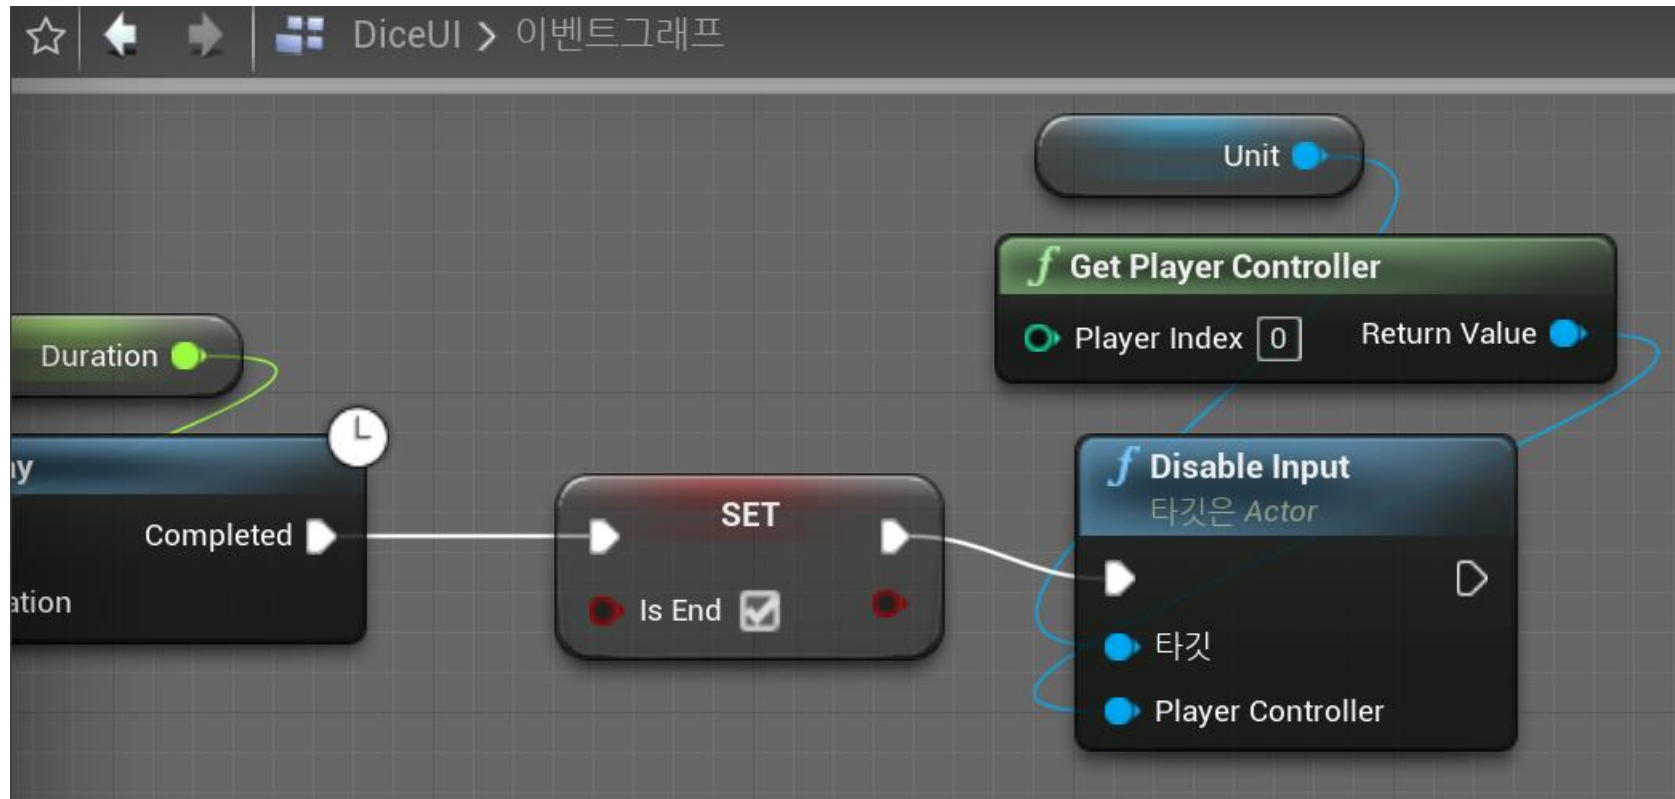 DiceUI > 이벤트그래프
Unit
Get Player Controller
Player Index 0 Return Value
Duration
Disable Input
타깃은 Actor
SET
Completed
Is End
타깃
Player Controller